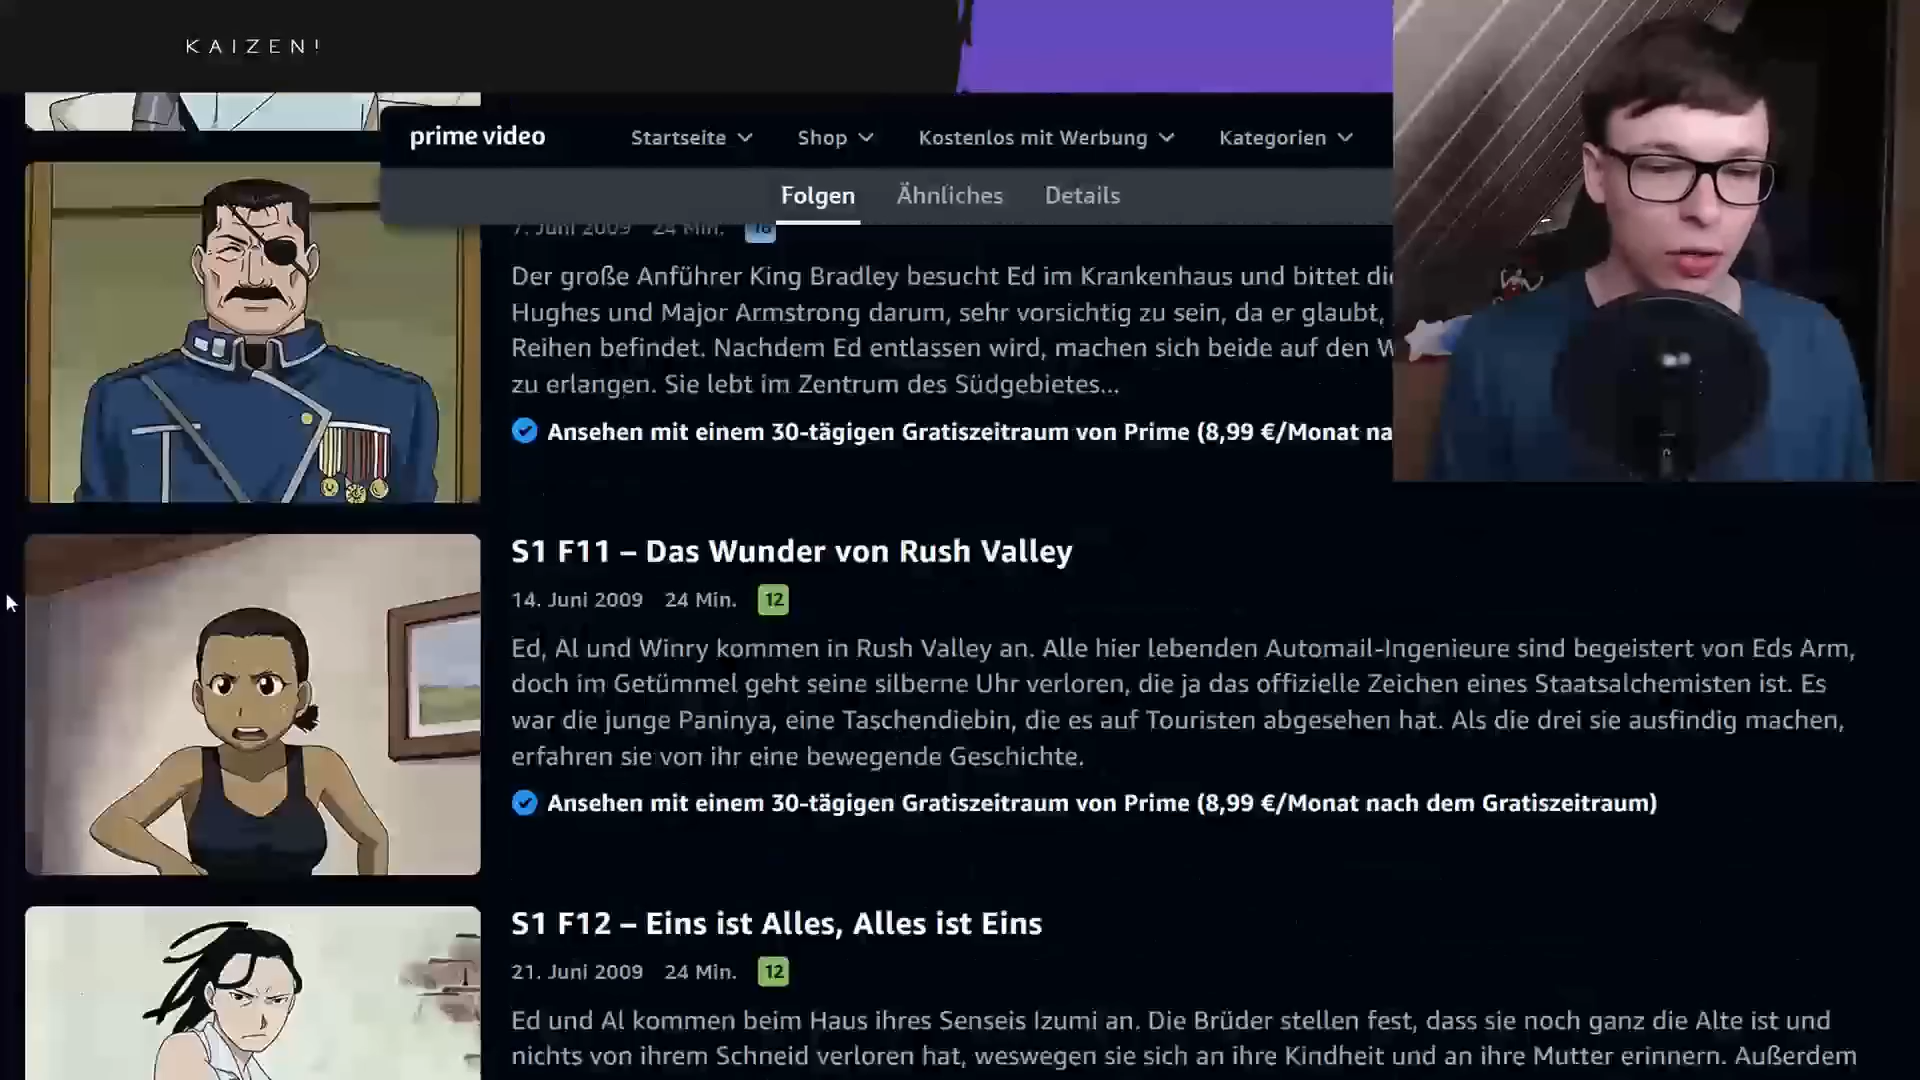 KAIZEN!
prime video
Startseite
Shop
Kostenlos mit Werbung
Kategorien
Folgen
Ähnliches
Details
7. Juni 2009 24 Min. 16
Der große Anführer King Bradley besucht Ed im Krankenhaus und bittet
Hughes und Major Armstrong darum, sehr vorsichtig zu sein, da er glaubt,
Reihen befindet. Nachdem Ed entlassen wird, machen sich beide auf den
zu erlangen. Sie lebt im Zentrum des Südgebietes...
Ansehen mit einem 30-tägigen Gratiszeitraum von Prime (8,99 €/Monat
S1 F11 – Das Wunder von Rush Valley
14. Juni 2009 24 Min. 12
Ed, Al und Winry kommen in Rush Valley an. Alle hier lebenden Automail-Ingenieure sind begeistert von Eds Arm,
doch im Getümmel geht seine silberne Uhr verloren, die ja das offizielle Zeichen eines Staatsalchemisten ist. Es
war die junge Paninya, eine Taschendiebin, die es auf Touristen abgesehen hat. Als die drei sie ausfindig machen,
erfahren sie von ihr eine bewegende Geschichte.
Ansehen mit einem 30-tägigen Gratiszeitraum von Prime (8,99 €/Monat nach dem Gratiszeitraum)
S1 F12 – Eins ist Alles, Alles ist Eins
21. Juni 2009 24 Min. 12
Ed und Al kommen beim Haus ihres Senseis Izumi an. Die Brüder stellen fest, dass sie noch ganz die Alte ist und
nichts von ihrem Schneid verloren hat, weswegen sie sich an ihre Kindheit und an ihre Mutter erinnern. Außerdem